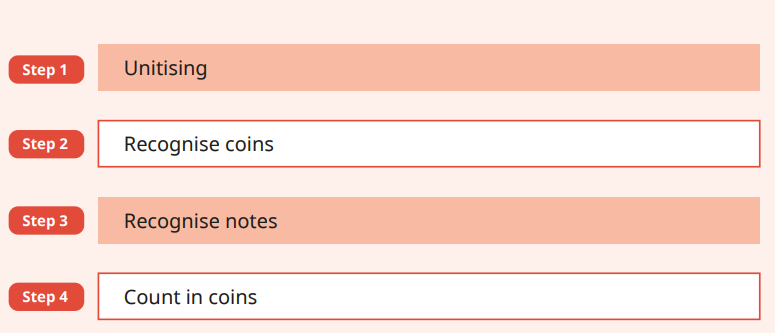 Step 1 Unitising
Step 2 Recognise coins
Step 3 Recognise notes
Step 4 Count in coins